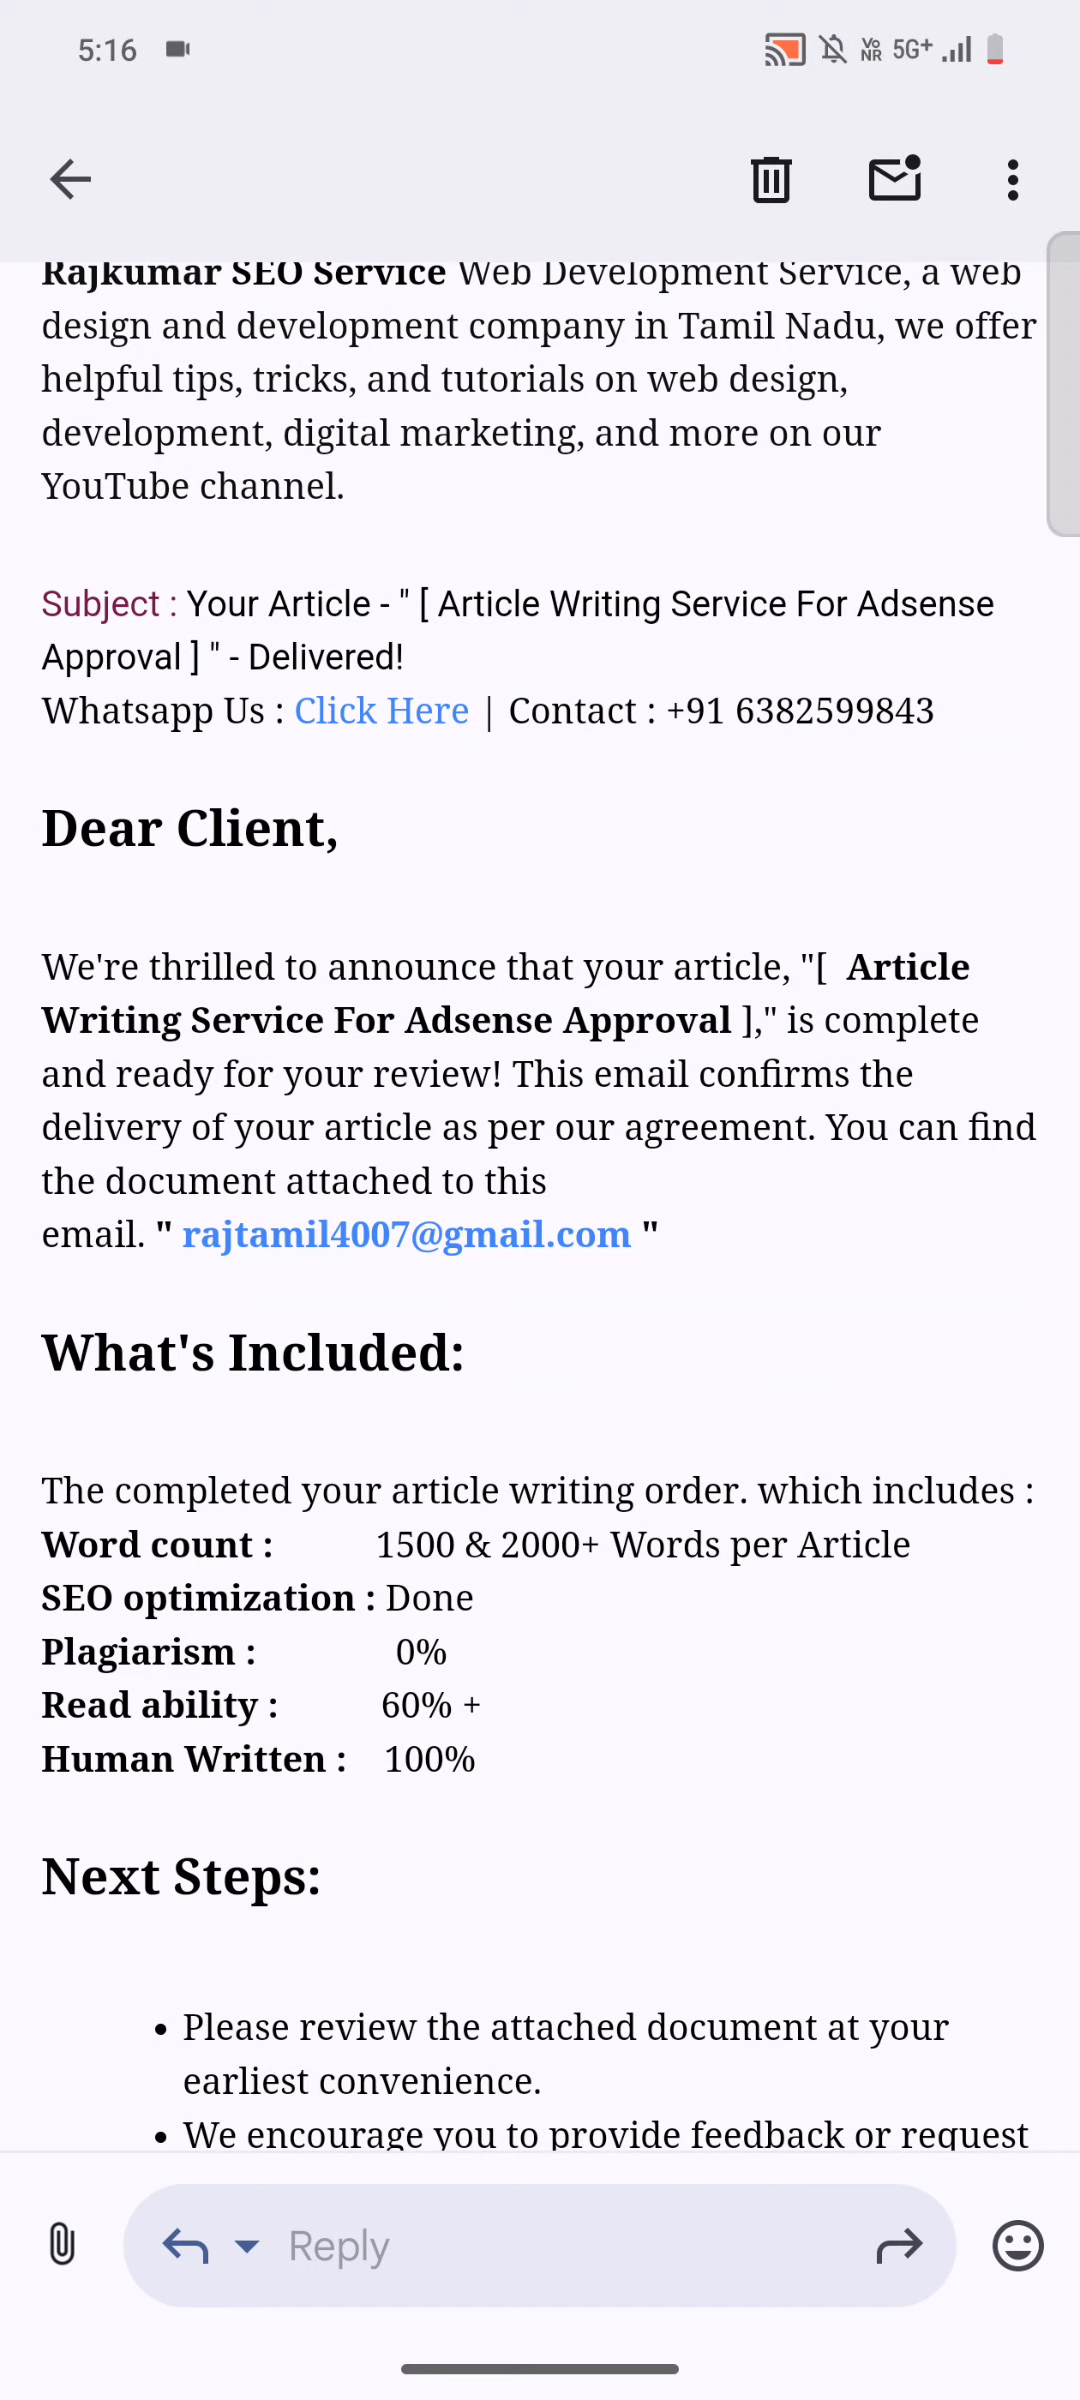 5:16
Vo NR 5G+
Rajkumar SEO Service Web Development Service, a web
design and development company in Tamil Nadu, we offer
helpful tips, tricks, and tutorials on web design,
development, digital marketing, and more on our
YouTube channel.
Subject : Your Article - " [ Article Writing Service For Adsense
Approval ] " - Delivered!
Whatsapp Us : Click Here | Contact : +91 6382599843
Dear Client,
We're thrilled to announce that your article, "[  Article
Writing Service For Adsense Approval ]," is complete
and ready for your review! This email confirms the
delivery of your article as per our agreement. You can find
the document attached to this
email. " rajtamil4007@gmail.com "
What's Included:
The completed your article writing order. which includes :
Word count : 1500 & 2000+ Words per Article
SEO optimization : Done
Plagiarism : 0%
Read ability : 60% +
Human Written : 100%
Next Steps:
• Please review the attached document at your
earliest convenience.
• We encourage you to provide feedback or request
Reply